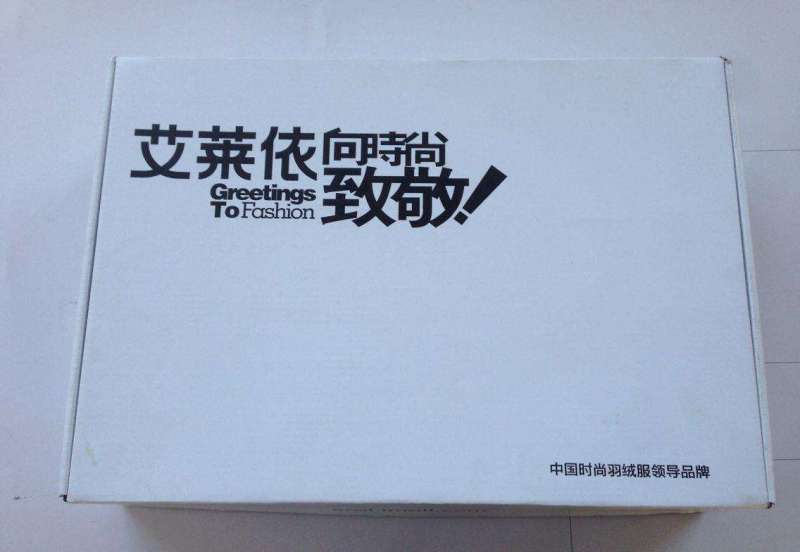 艾莱依向時尚
致敬!
Greetings
To Fashion
中国时尚羽绒服领导品牌